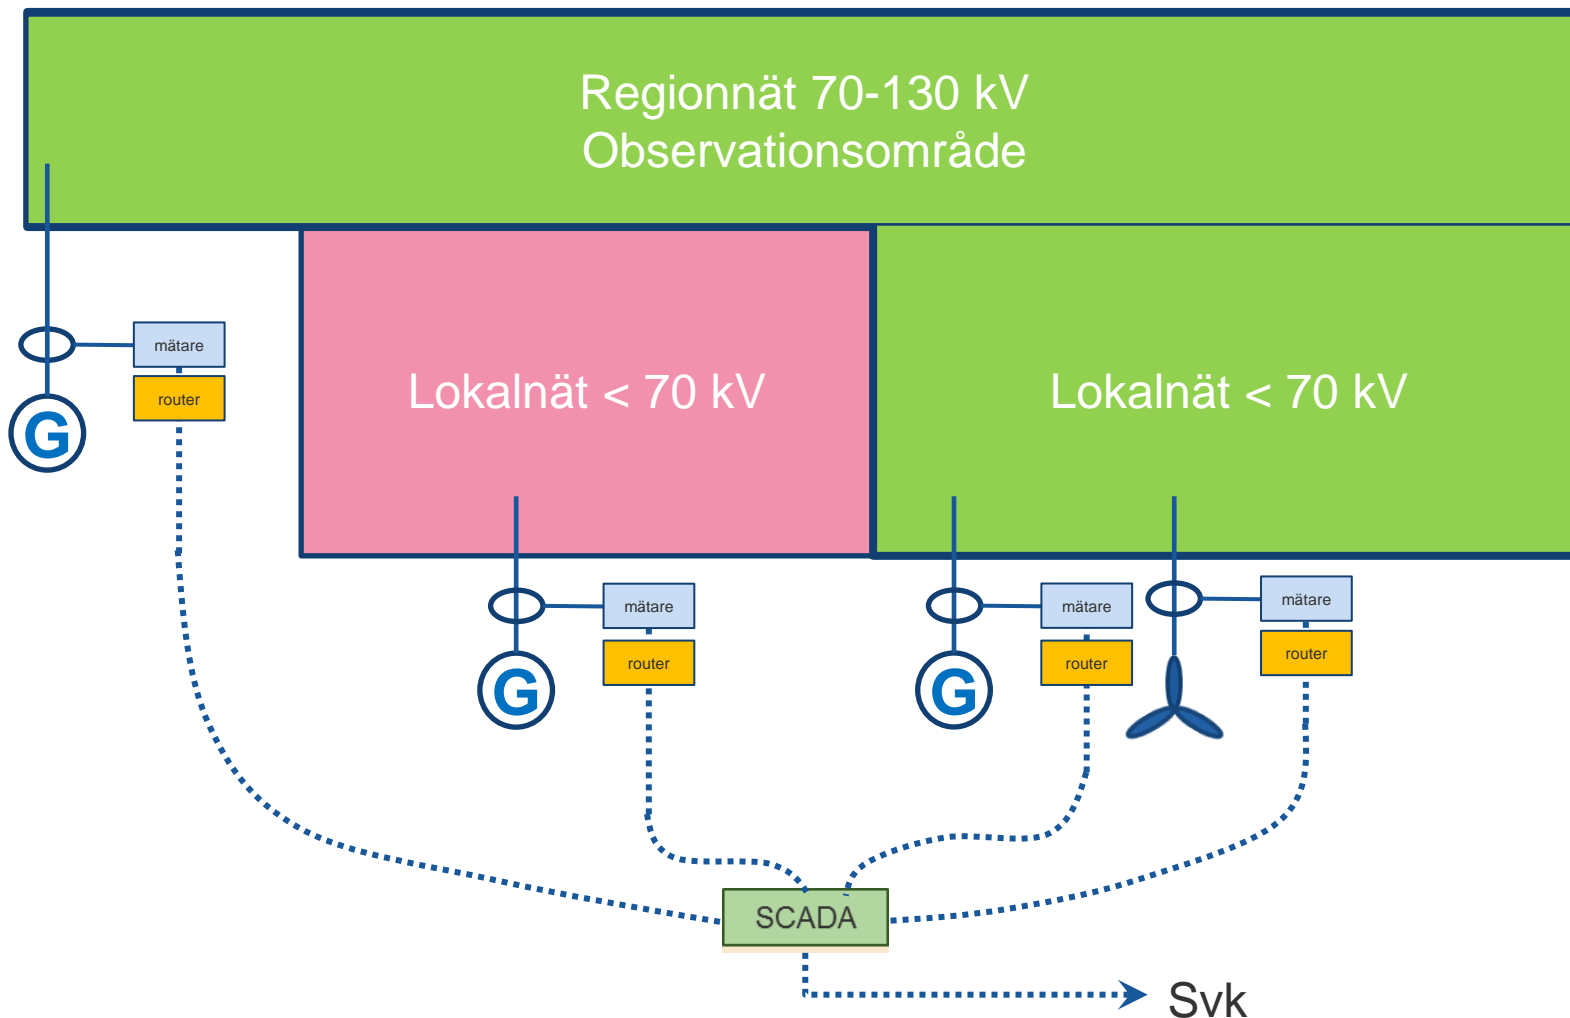 Regionnät 70-130 kV
Observationsområde
mätare
router
G
Lokalnät < 70 kV
Lokalnät < 70 kV
mätare
router
G
mätare
router
G
mätare
router
SCADA
Svk